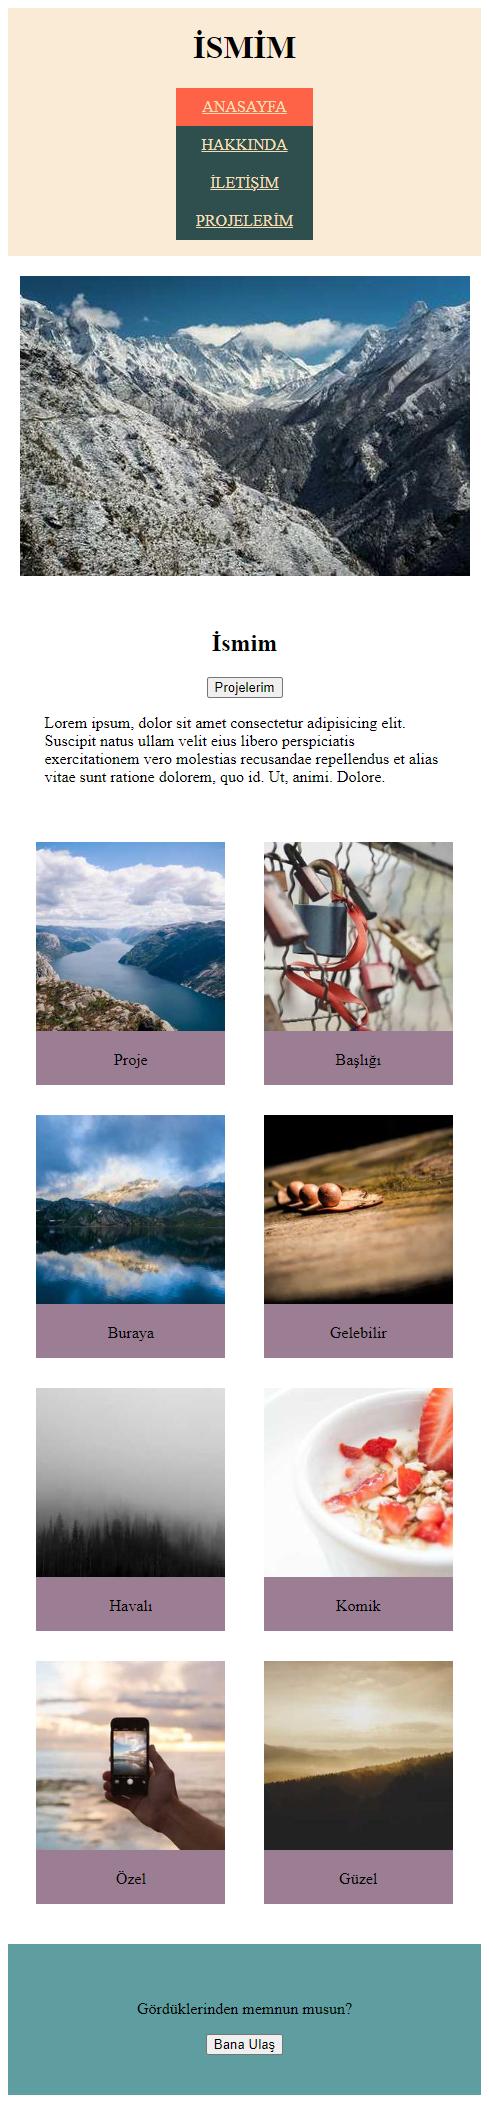 İSMİM
ANASAYFA
HAKKINDA
İLETİŞİM
PROJELERİM
İsmim
Projelerim
Lorem ipsum, dolor sit amet consectetur adipisicing elit.
Suscipit natus ullam velit eius libero perspiciatis
exercitationem vero molestias recusandae repellendus et alias
vitae sunt ratione dolorem, quo id. Ut, animi. Dolore.
Proje
Başlığı
Buraya
Gelebilir
Havalı
Komik
Özel
Güzel
Gördüklerinden memnun musun?
Bana Ulaş